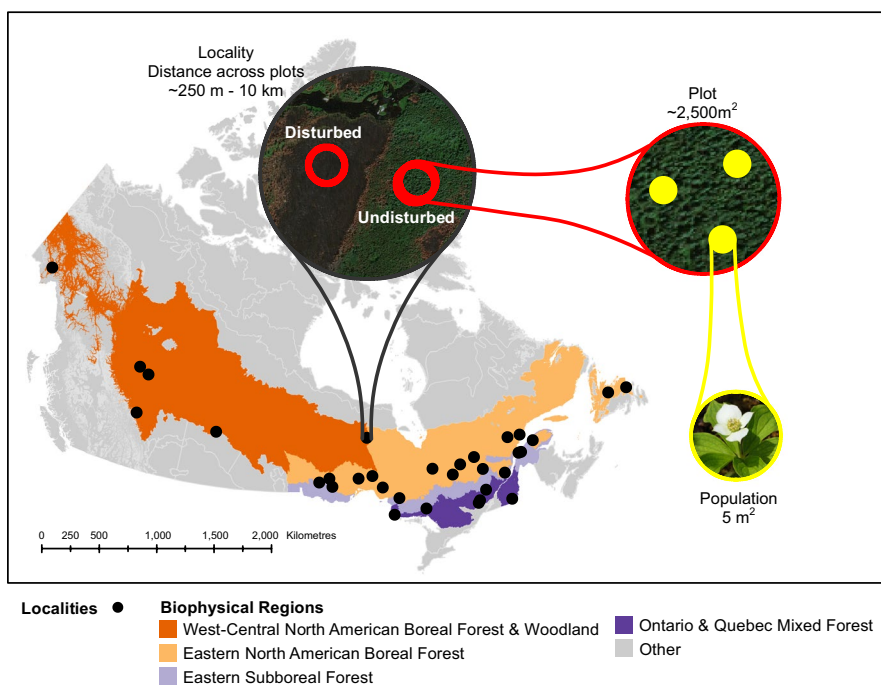 Locality
Distance across plots
~250 m - 10 km
Disturbed
Undisturbed
Plot
~2,500m²
Population
5 m²
0 250 500 1,000 1,500 2,000 Kilometres
Localities
Biophysical Regions
West-Central North American Boreal Forest & Woodland
Eastern North American Boreal Forest
Eastern Subboreal Forest
Ontario & Quebec Mixed Forest
Other